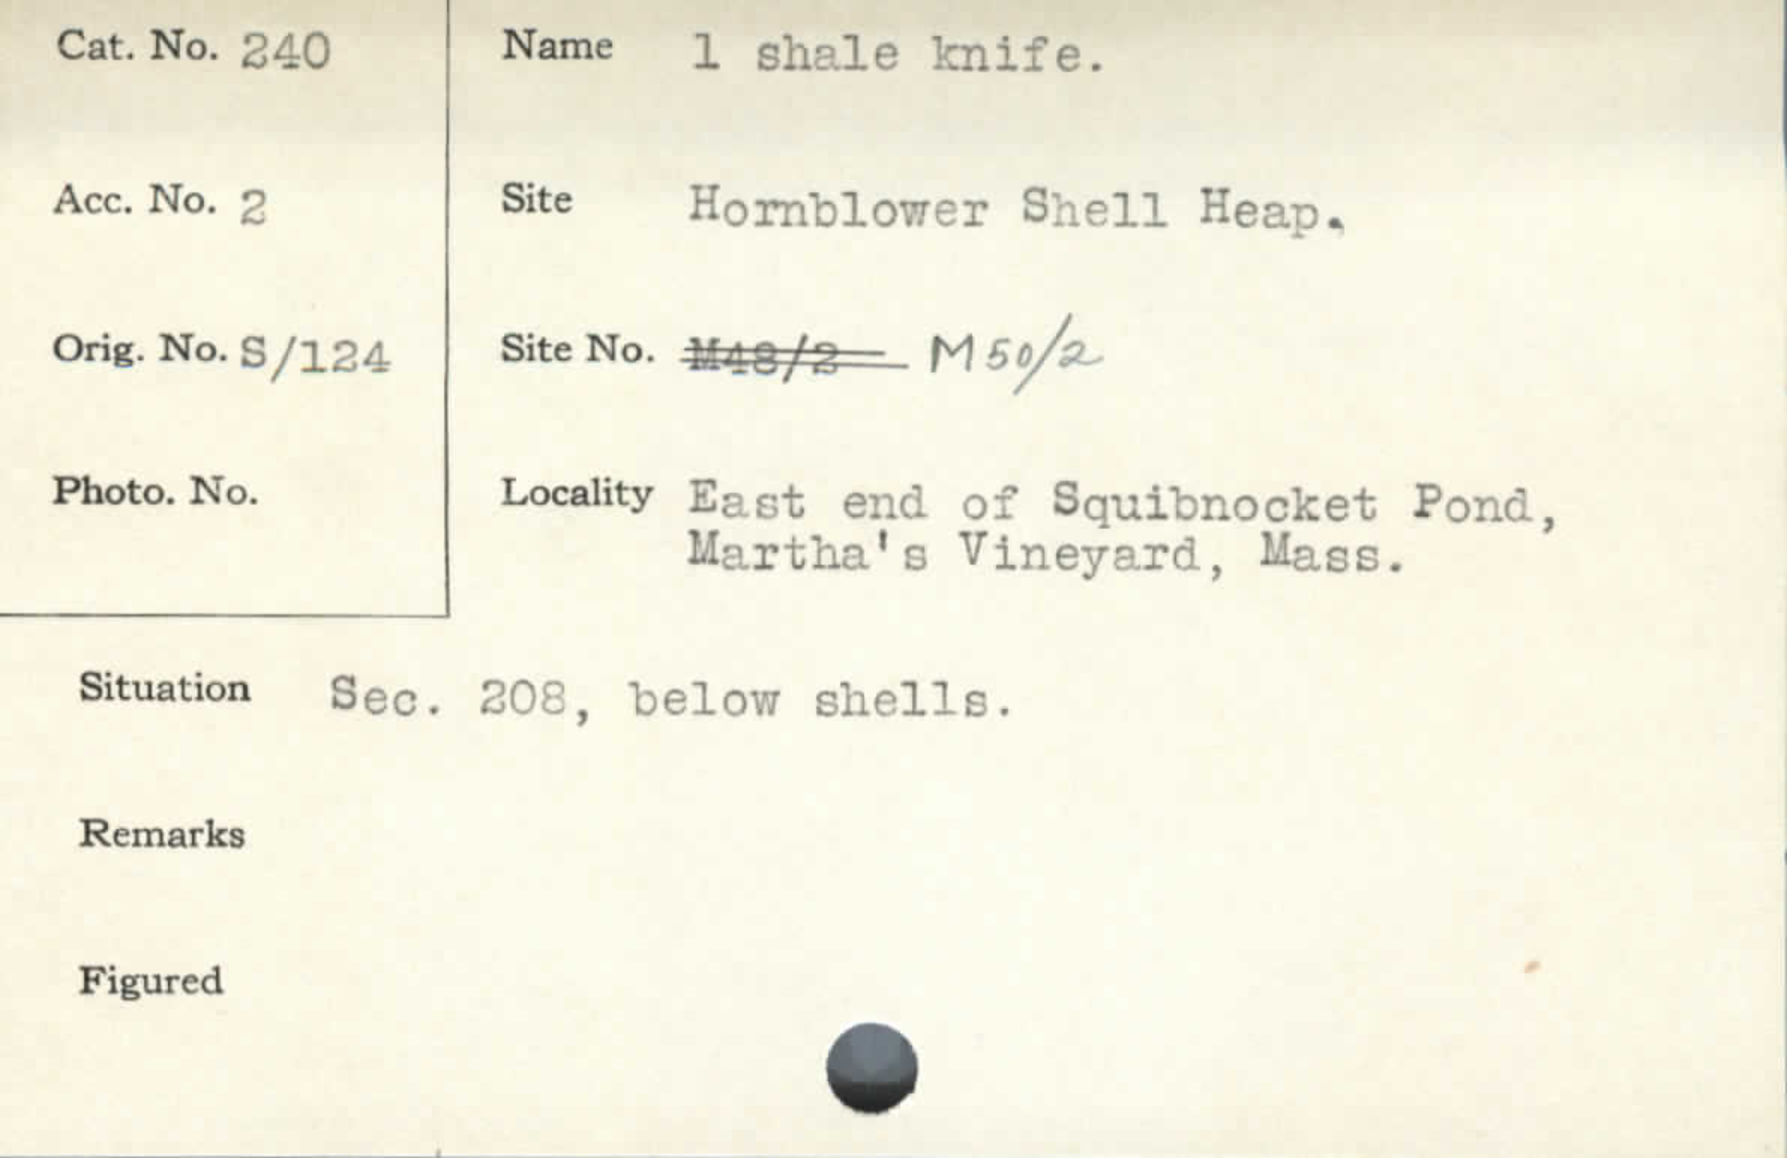 Cat. No. 240
Name 1 shale knife.
Acc. No. 2
Site Hornblower Shell Heap.
Orig. No. S/124
Site No. M48/2 M50/2
Photo. No.
Locality East end of Squibnocket Pond,
Martha's Vineyard, Mass.
Situation Sec. 208, below shells.
Remarks
Figured